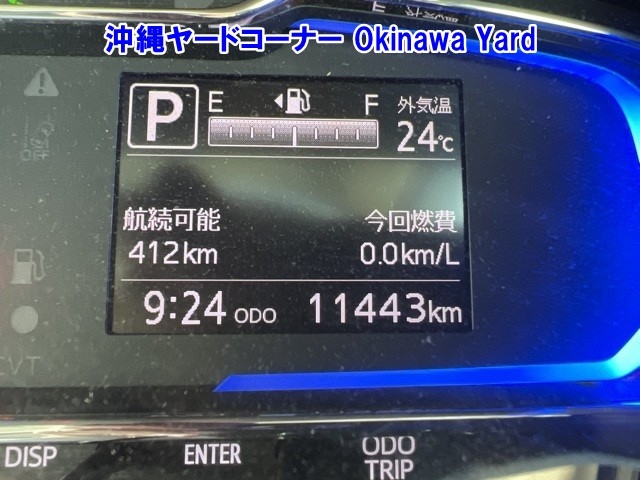 沖縄ヤードコーナー Okinawa Yard
P
E F
外気温
24℃
航続可能 今回燃費
412km 0.0km/L
9:24 ODO 11443km
CVT
DISP ENTER ODO
TRIP